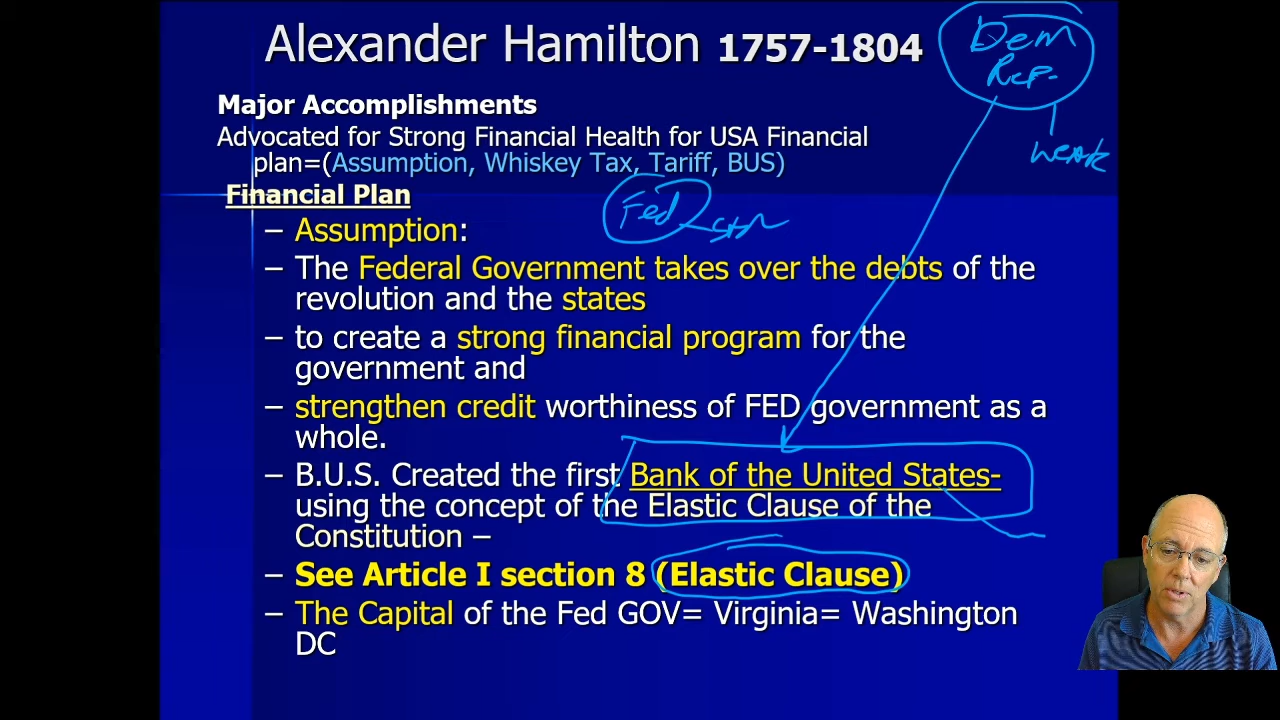 Alexander Hamilton 1757-1804
Dem
Rep.
weak
Major Accomplishments
Advocated for Strong Financial Health for USA Financial
plan=(Assumption, Whiskey Tax, Tariff, BUS)
Financial Plan
Fed
– Assumption:
– The Federal Government takes over the debts of the
revolution and the states
– to create a strong financial program for the
government and
– strengthen credit worthiness of FED government as a
whole.
– B.U.S. Created the first Bank of the United States-
using the concept of the Elastic Clause of the
Constitution –
– See Article I section 8 (Elastic Clause)
– The Capital of the Fed GOV= Virginia= Washington
DC